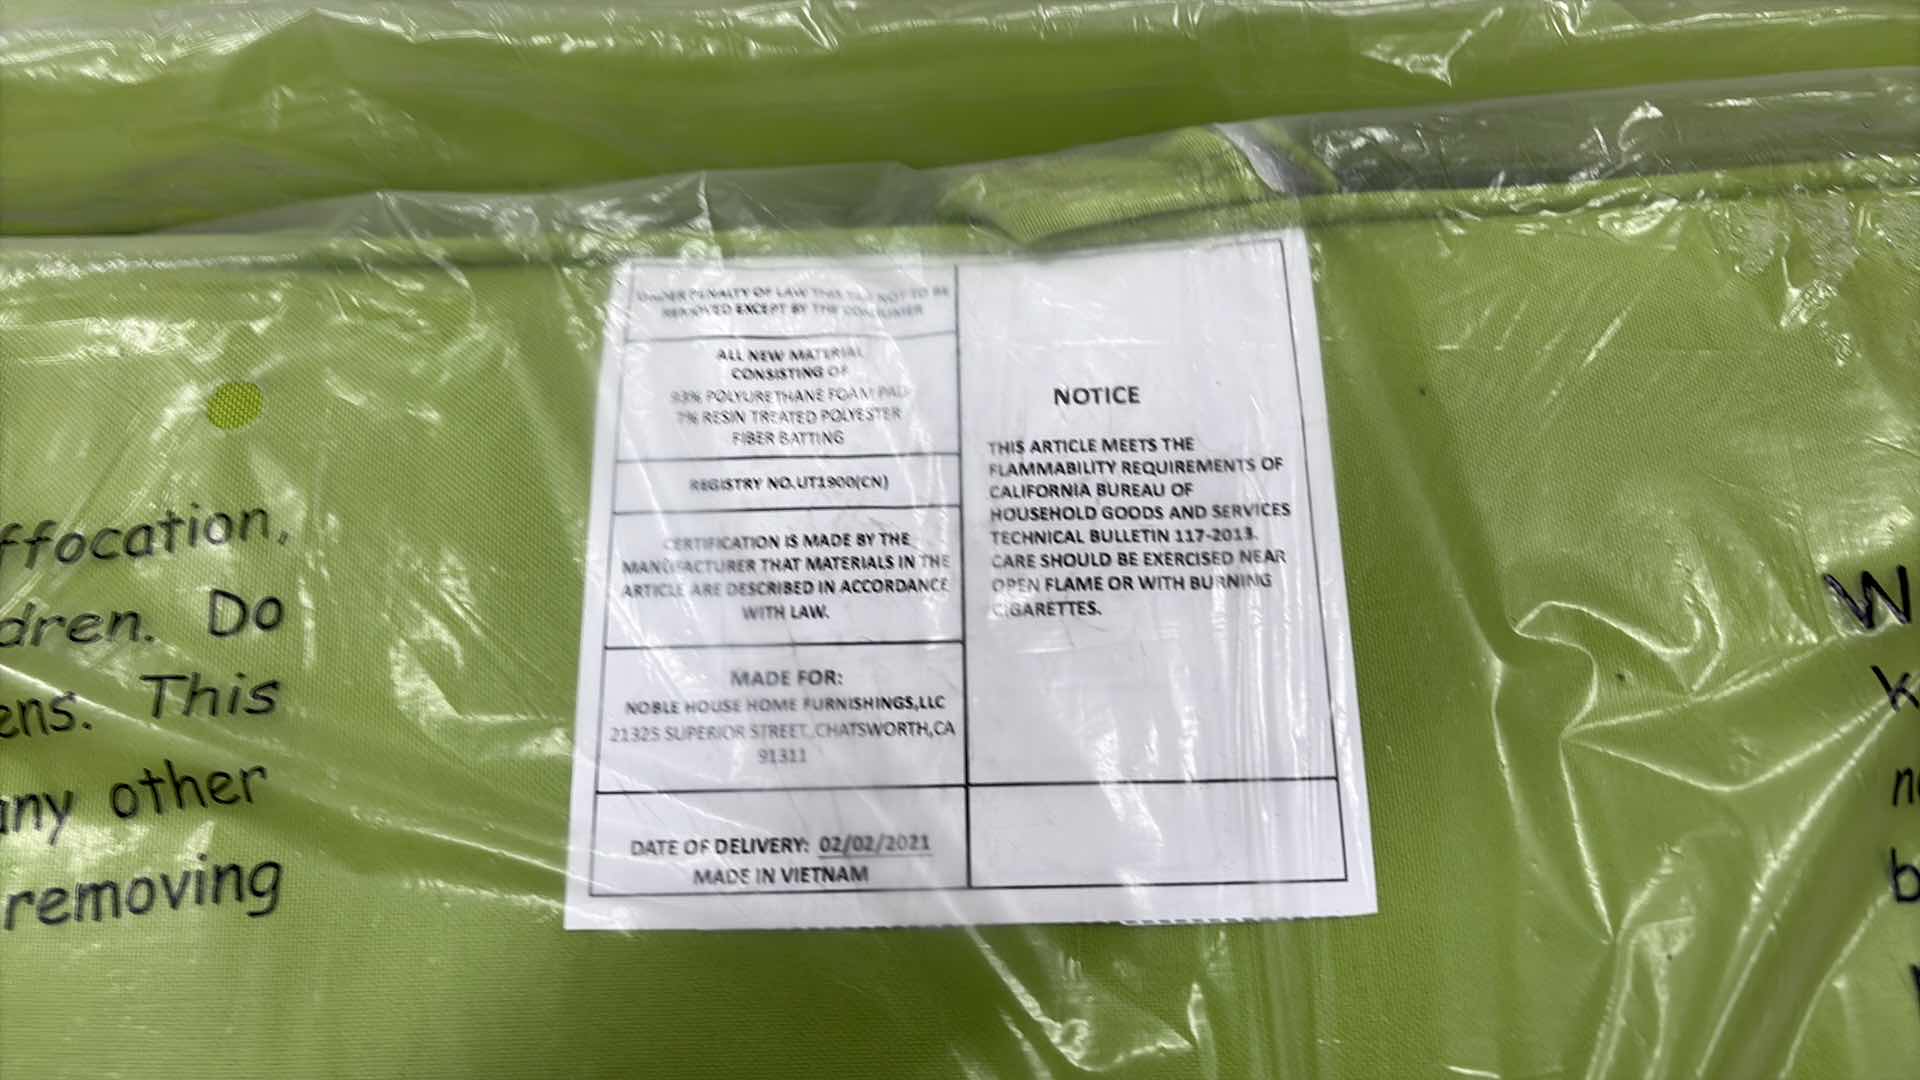 UNDER PENALTY OF LAW THIS TAG NOT TO BE
REMOVED EXCEPT BY THE CONSUMER
ALL NEW MATERIAL
CONSISTING OF
93% POLYURETHANE FOAM PAD
7% RESIN TREATED POLYESTER
FIBER BATTING
REGISTRY NO.UT1900(CN)
CERTIFICATION IS MADE BY THE
MANUFACTURER THAT MATERIALS IN THE
ARTICLE ARE DESCRIBED IN ACCORDANCE
WITH LAW.
MADE FOR:
NOBLE HOUSE HOME FURNISHINGS,LLC
21325 SUPERIOR STREET,CHATSWORTH,CA
91311
DATE OF DELIVERY: 02/02/2021
MADE IN VIETNAM
NOTICE
THIS ARTICLE MEETS THE
FLAMMABILITY REQUIREMENTS OF
CALIFORNIA BUREAU OF
HOUSEHOLD GOODS AND SERVICES
TECHNICAL BULLETIN 117-2013.
CARE SHOULD BE EXERCISED NEAR
OPEN FLAME OR WITH BURNING
CIGARETTES.
ffocation,
dren. Do
ens. This
any other
removing